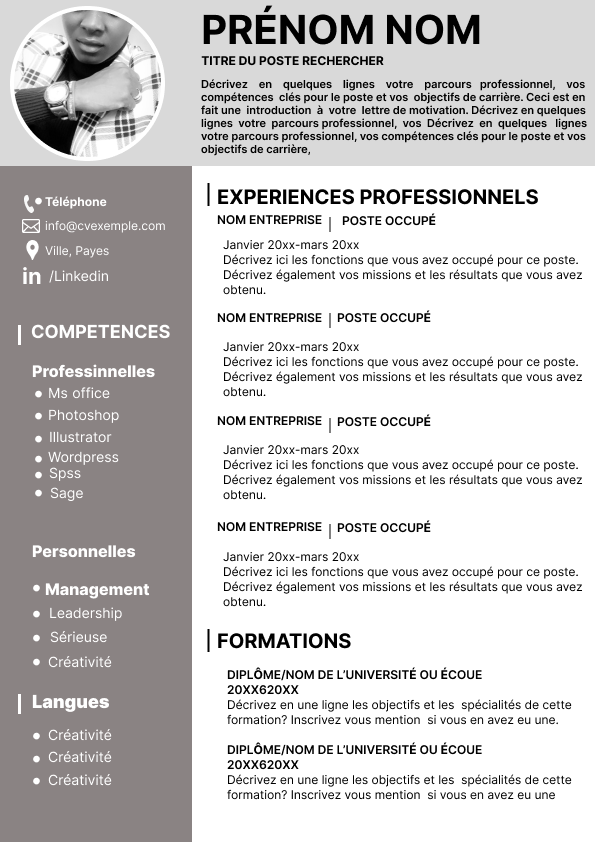 PRÉNOM NOM
TITRE DU POSTE RECHERCHER
Décrivez en quelques lignes votre parcours professionnel, vos
compétences clés pour le poste et vos objectifs de carrière. Ceci est en
fait une introduction à votre lettre de motivation. Décrivez en quelques
lignes votre parcours professionnel, vos Décrivez en quelques lignes
votre parcours professionnel, vos compétences clés pour le poste et vos
objectifs de carrière,
Téléphone
info@cvexemple.com
Ville, Payes
in /Linkedin
COMPETENCES
Professinnelles
Ms office
Photoshop
Illustrator
Wordpress
Spss
Sage
Personnelles
Management
Leadership
Sérieuse
Créativité
Langues
Créativité
Créativité
Créativité
EXPERIENCES PROFESSIONNELS
NOM ENTREPRISE | POSTE OCCUPÉ
Janvier 20xx-mars 20xx
Décrivez ici les fonctions que vous avez occupé pour ce poste.
Décrivez également vos missions et les résultats que vous avez
obtenu.
NOM ENTREPRISE | POSTE OCCUPÉ
Janvier 20xx-mars 20xx
Décrivez ici les fonctions que vous avez occupé pour ce poste.
Décrivez également vos missions et les résultats que vous avez
obtenu.
NOM ENTREPRISE | POSTE OCCUPÉ
Janvier 20xx-mars 20xx
Décrivez ici les fonctions que vous avez occupé pour ce poste.
Décrivez également vos missions et les résultats que vous avez
obtenu.
NOM ENTREPRISE | POSTE OCCUPÉ
Janvier 20xx-mars 20xx
Décrivez ici les fonctions que vous avez occupé pour ce poste.
Décrivez également vos missions et les résultats que vous avez
obtenu.
FORMATIONS
DIPLÔME/NOM DE L’UNIVERSITÉ OU ÉCOUE
20XX620XX
Décrivez en une ligne les objectifs et les spécialités de cette
formation? Inscrivez vous mention si vous en avez eu une.
DIPLÔME/NOM DE L’UNIVERSITÉ OU ÉCOUE
20XX620XX
Décrivez en une ligne les objectifs et les spécialités de cette
formation? Inscrivez vous mention si vous en avez eu une